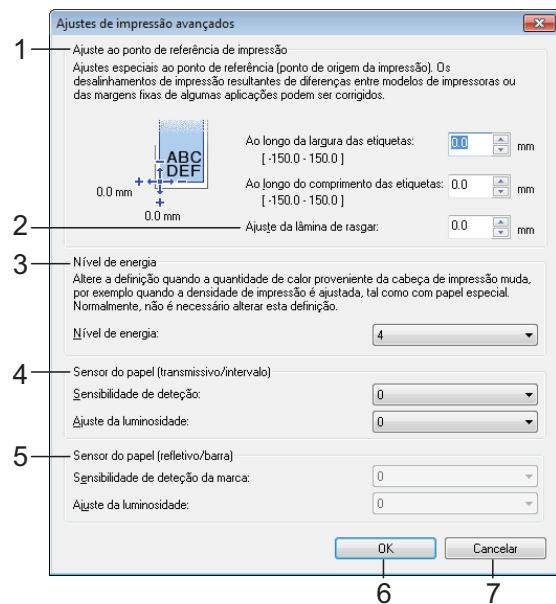 Ajustes de impressão avançados
1
Ajuste ao ponto de referência de impressão
Ajustes especiais ao ponto de referência (ponto de origem da impressão). Os
desalinhamentos de impressão resultantes de diferenças entre modelos de impressoras ou
das margens fixas de algumas aplicações podem ser corrigidos.
ABC
DEF
0.0 mm
0.0 mm
Ao longo da largura das etiquetas: 0.0 mm
[ -150.0 - 150.0 ]
Ao longo do comprimento das etiquetas: 0.0 mm
[ -150.0 - 150.0 ]
2
Ajuste da lâmina de rasgar: 0.0 mm
3
Nível de energia
Altere a definição quando a quantidade de calor proveniente da cabeça de impressão muda,
por exemplo quando a densidade de impressão é ajustada, tal como com papel especial.
Normalmente, não é necessário alterar esta definição.
Nível de energia: 4
4
Sensor do papel (transmissivo/intervalo)
Sensibilidade de deteção: 0
Ajuste da luminosidade: 0
5
Sensor do papel (refletivo/barra)
Sensibilidade de deteção da marca: 0
Ajuste da luminosidade: 0
OK Cancelar
6 7